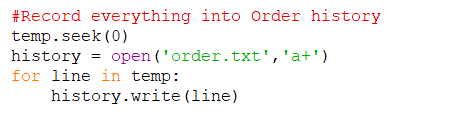 #Record everything into Order history
temp.seek(0)
history = open('order.txt','a+')
for line in temp:
    history.write(line)